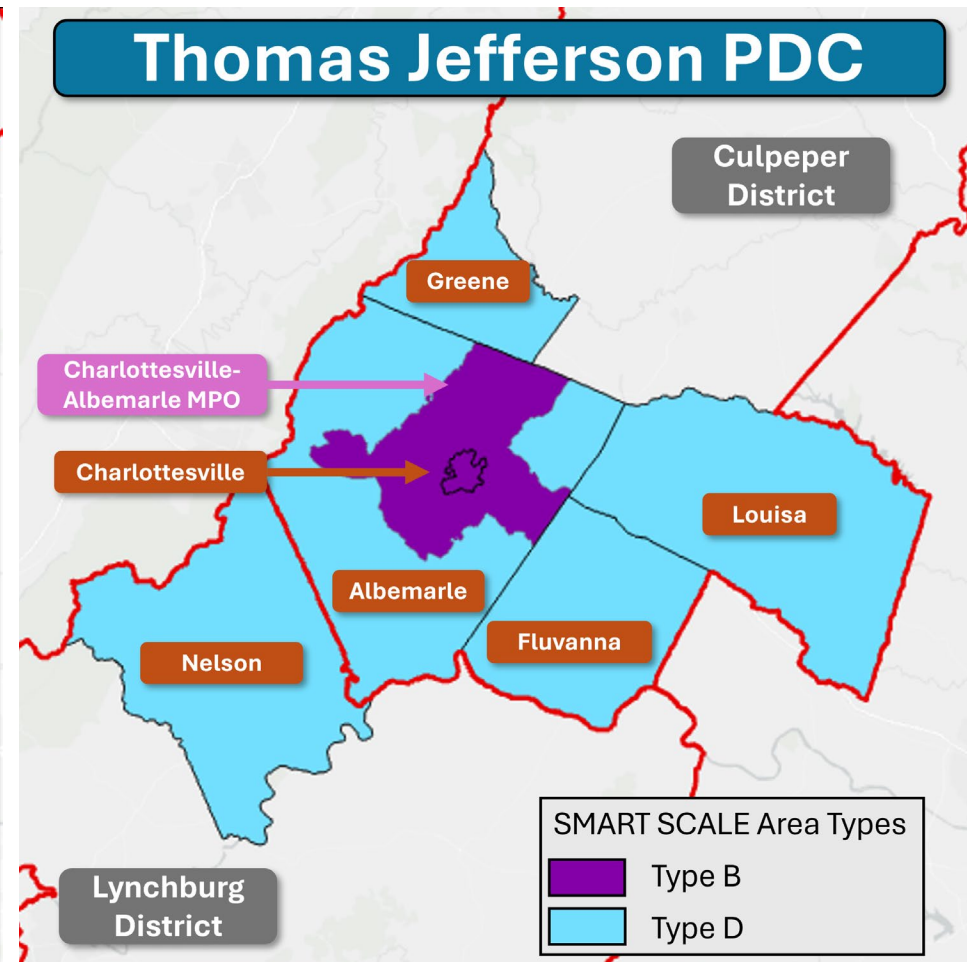 Thomas Jefferson PDC
Culpeper
District
Greene
Charlottesville-
Albemarle MPO
Charlottesville
Louisa
Albemarle
Fluvanna
Nelson
SMART SCALE Area Types
Type B
Type D
Lynchburg
District